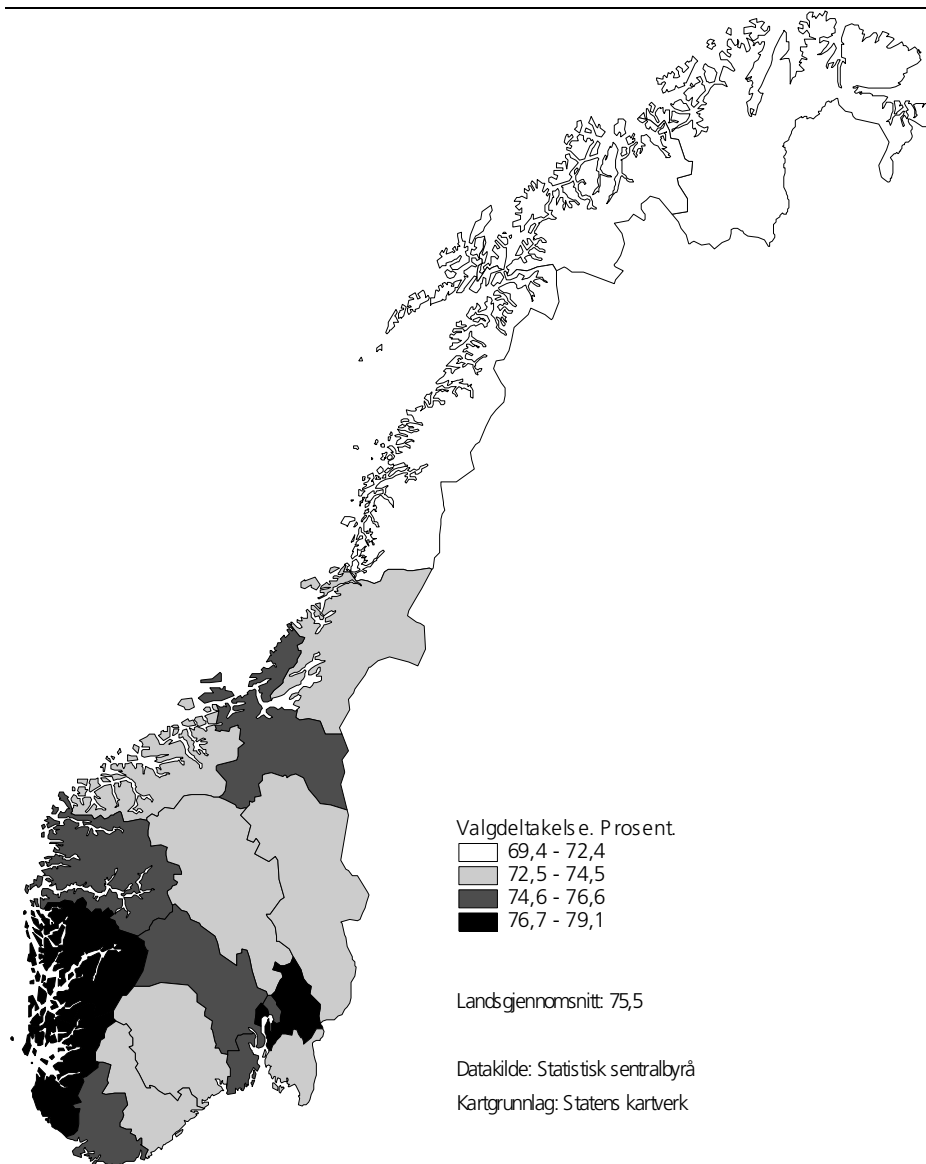 Valgdeltakelse. Prosent.
69,4 - 72,4
72,5 - 74,5
74,6 - 76,6
76,7 - 79,1
Landsgjennomsnitt: 75,5
Datakilde: Statistisk sentralbyrå
Kartgrunnlag: Statens kartverk